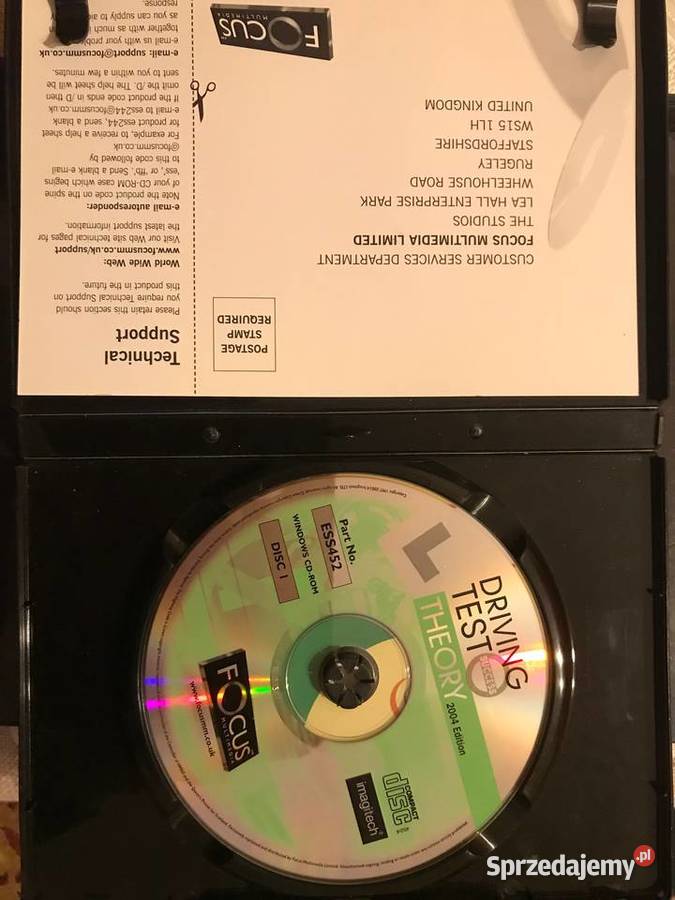 Technical
Support
Please retain this section should
you require Technical Support on
this product in the future.
World Wide Web:
www.focusmm.co.uk/support
Visit our Web site technical pages for
the latest support information.
e-mail autoresponder:
Note the product code on the spine
of your CD-ROM case which begins
'ess', or 'ffb'. Send a blank e-mail
to this code followed by
@focusmm.co.uk.
For example, to receive a help sheet
for product ess244, send a blank
e-mail to ess244@focusmm.co.uk
If the product code ends in /D then
omit the /D. The help sheet will be
sent to you within a few minutes.
e-mail: support@focusmm.co.uk
e-mail us with your problem
together with as much
as you can supply to
response.
POSTAGE
STAMP
REQUIRED
CUSTOMER SERVICES DEPARTMENT
FOCUS MULTIMEDIA LIMITED
THE STUDIOS
LEA HALL ENTERPRISE PARK
WHEELHOUSE ROAD
RUGELEY
STAFFORDSHIRE
WS15 1LH
UNITED KINGDOM
FOCUS
MULTIMEDIA
L
DRIVING
TEST
SUCCESS
THEORY
2004 Edition
Part No.
ESS452
WINDOWS CD-ROM
DISC 1
FOCUS
MULTIMEDIA
www.focusmm.co.uk
COMPACT
disc
imagitech
Sprzedajemy.pl